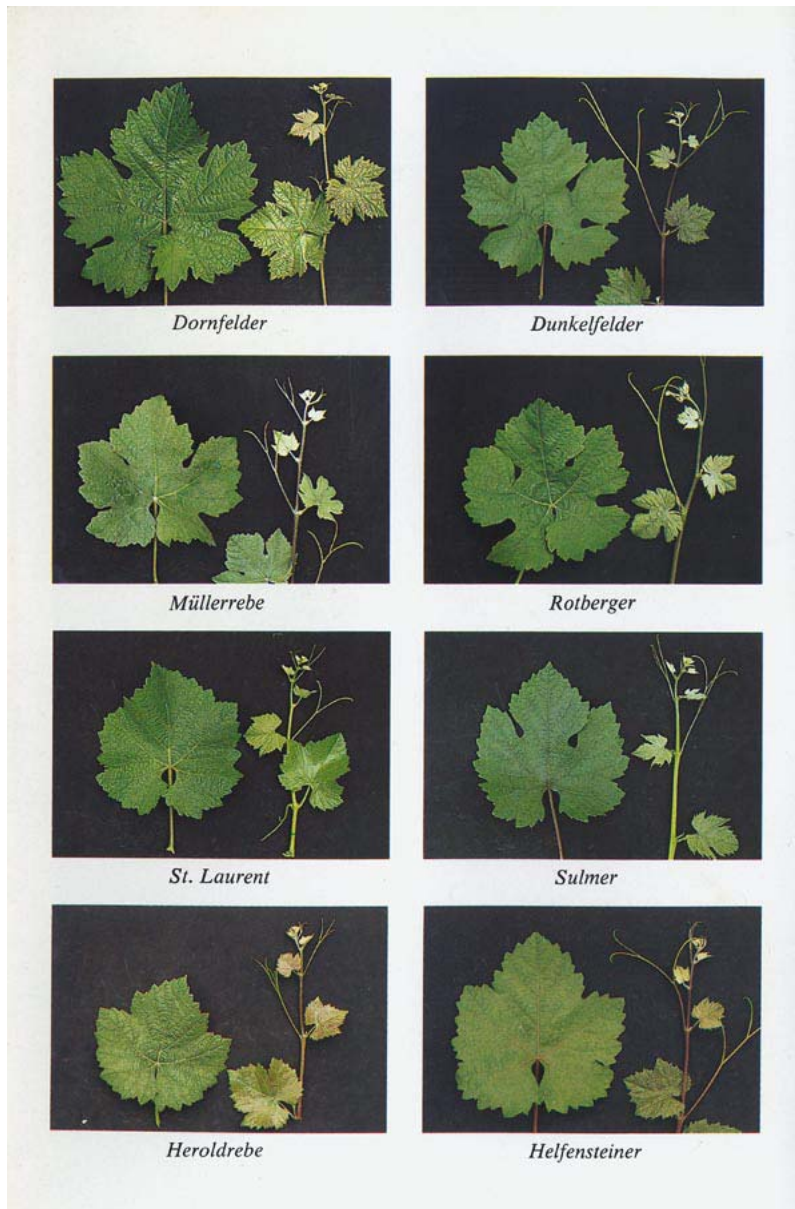 Dornfelder
Dunkelfelder
Müllerrebe
Rotberger
St. Laurent
Sulmer
Heroldrebe
Helfensteiner